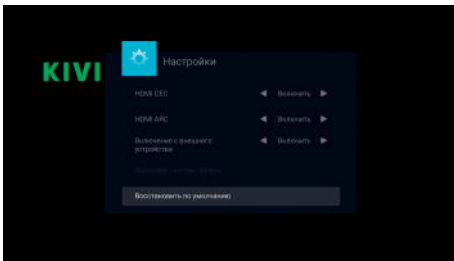 KIVI
Настройки
HDMI CEC
Включить
HDMI ARC
Включить
Включение с внешнего
устройства
Включить
Восстановить по умолчанию